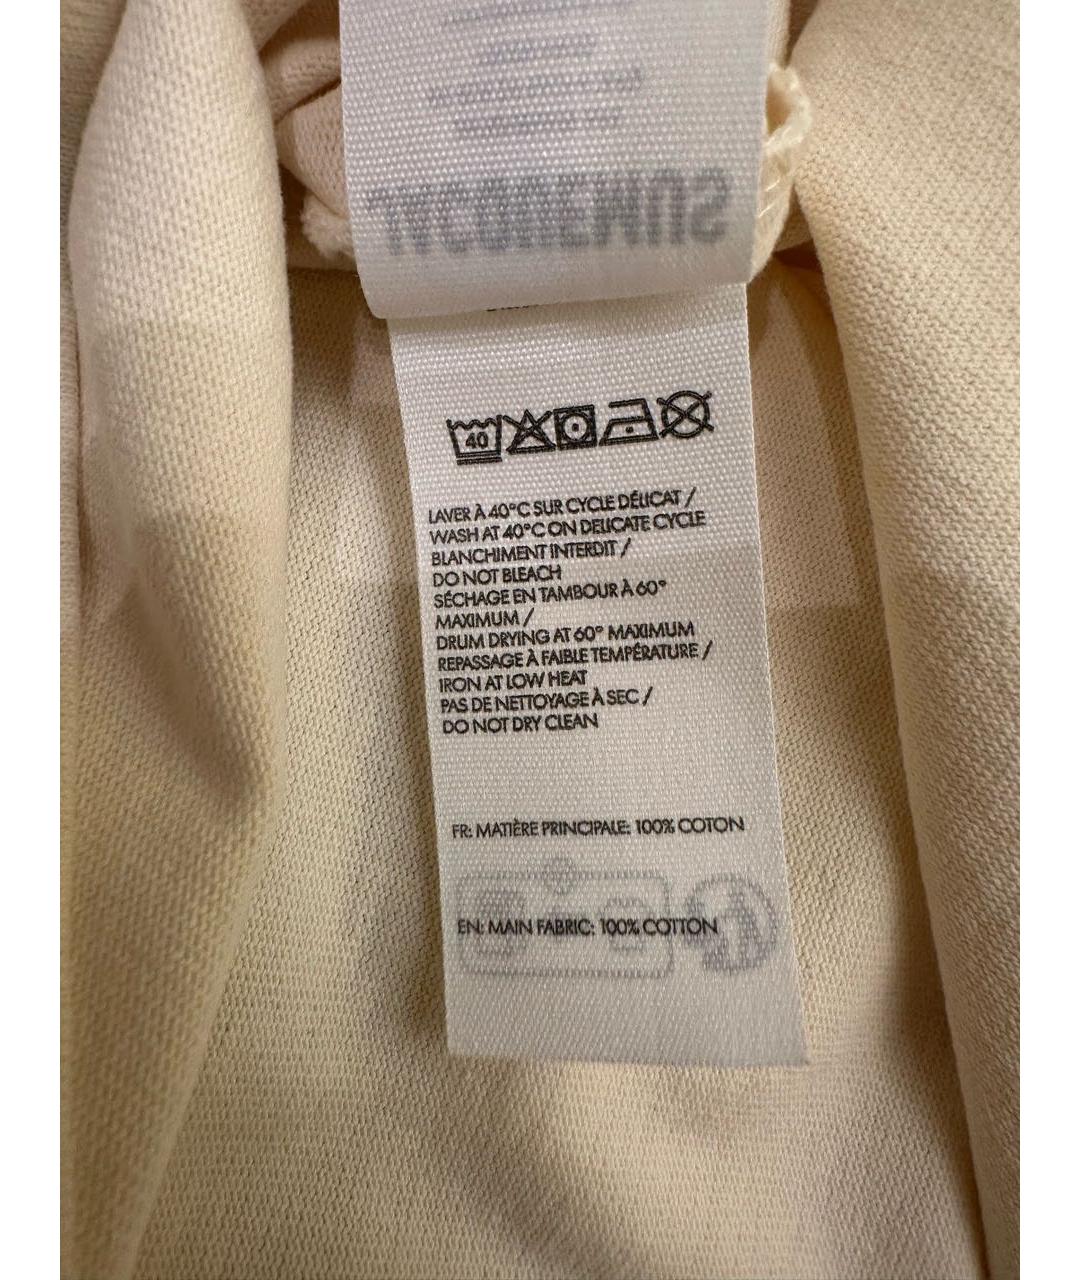 JACQUEMUS
40
LAVER À 40°C SUR CYCLE DÉLICAT /
WASH AT 40°C ON DELICATE CYCLE
BLANCHIMENT INTERDIT /
DO NOT BLEACH
SÉCHAGE EN TAMBOUR À 60°
MAXIMUM /
DRUM DRYING AT 60° MAXIMUM
REPASSAGE À FAIBLE TEMPÉRATURE /
IRON AT LOW HEAT
PAS DE NETTOYAGE À SEC /
DO NOT DRY CLEAN
FR: MATIÈRE PRINCIPALE: 100% COTON
EN: MAIN FABRIC: 100% COTTON